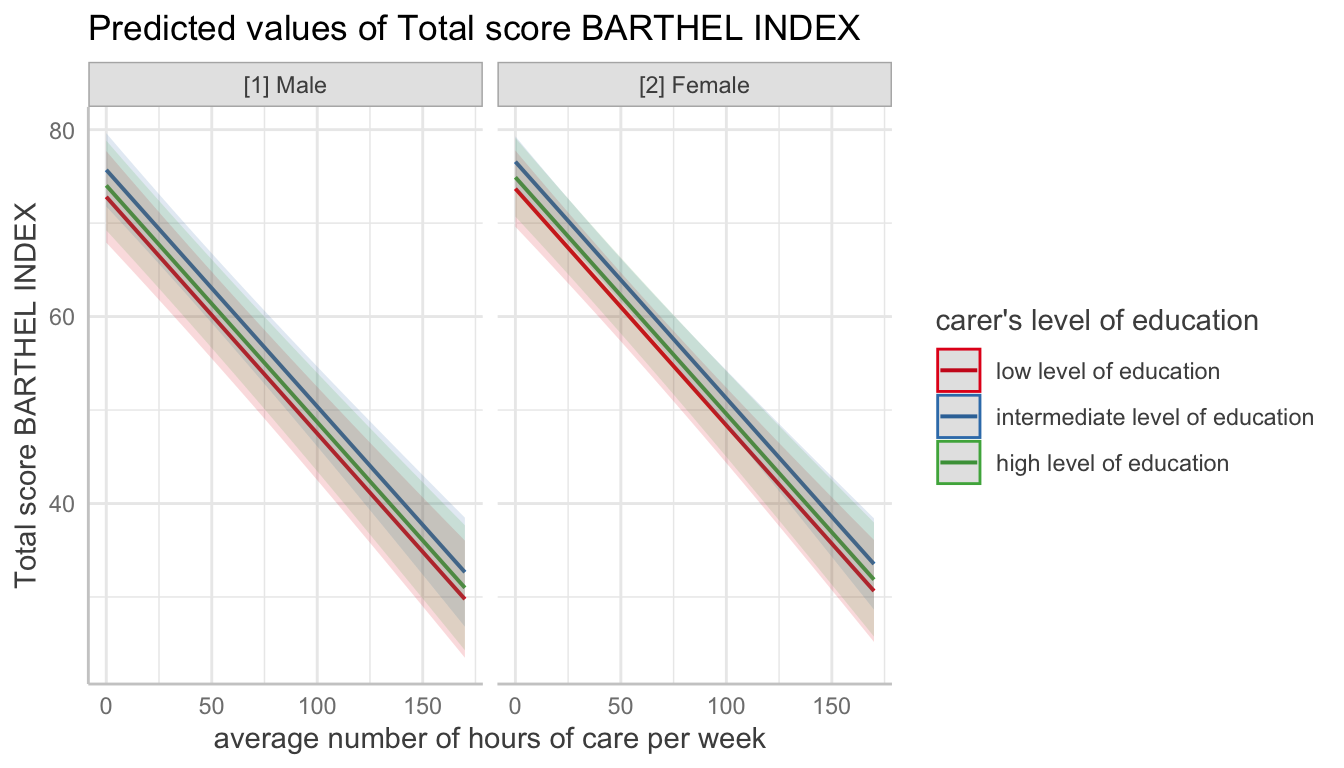 Predicted values of Total score BARTHEL INDEX
[1] Male
[2] Female
Total score BARTHEL INDEX
80
60
40
0
50
100
150
0
50
100
150
average number of hours of care per week
carer's level of education
low level of education
intermediate level of education
high level of education